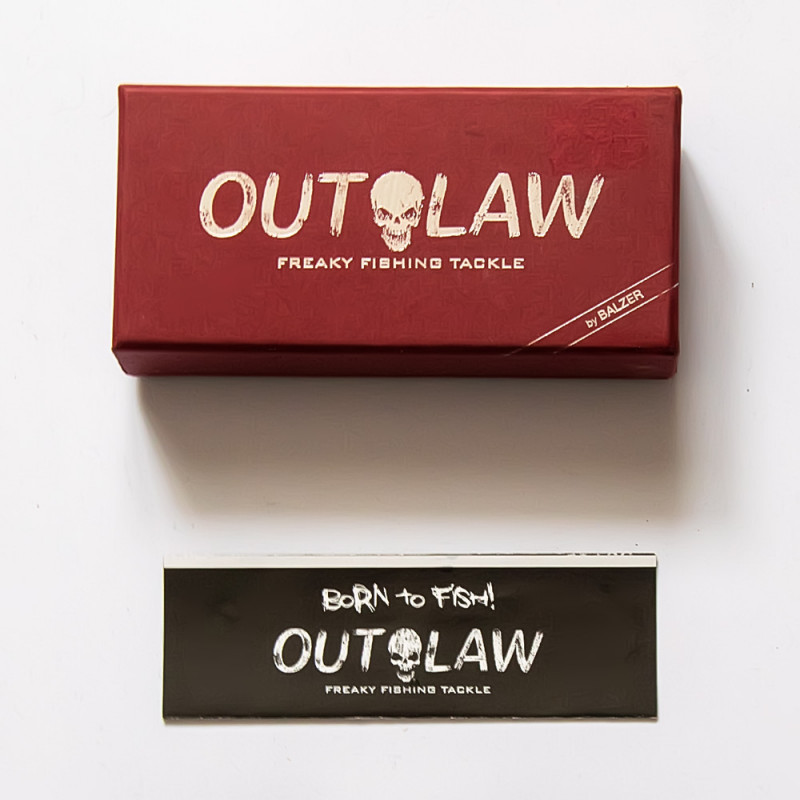 OUTLAW
FREAKY FISHING TACKLE
by BALZER
BORN to FISH!
OUTLAW
FREAKY FISHING TACKLE